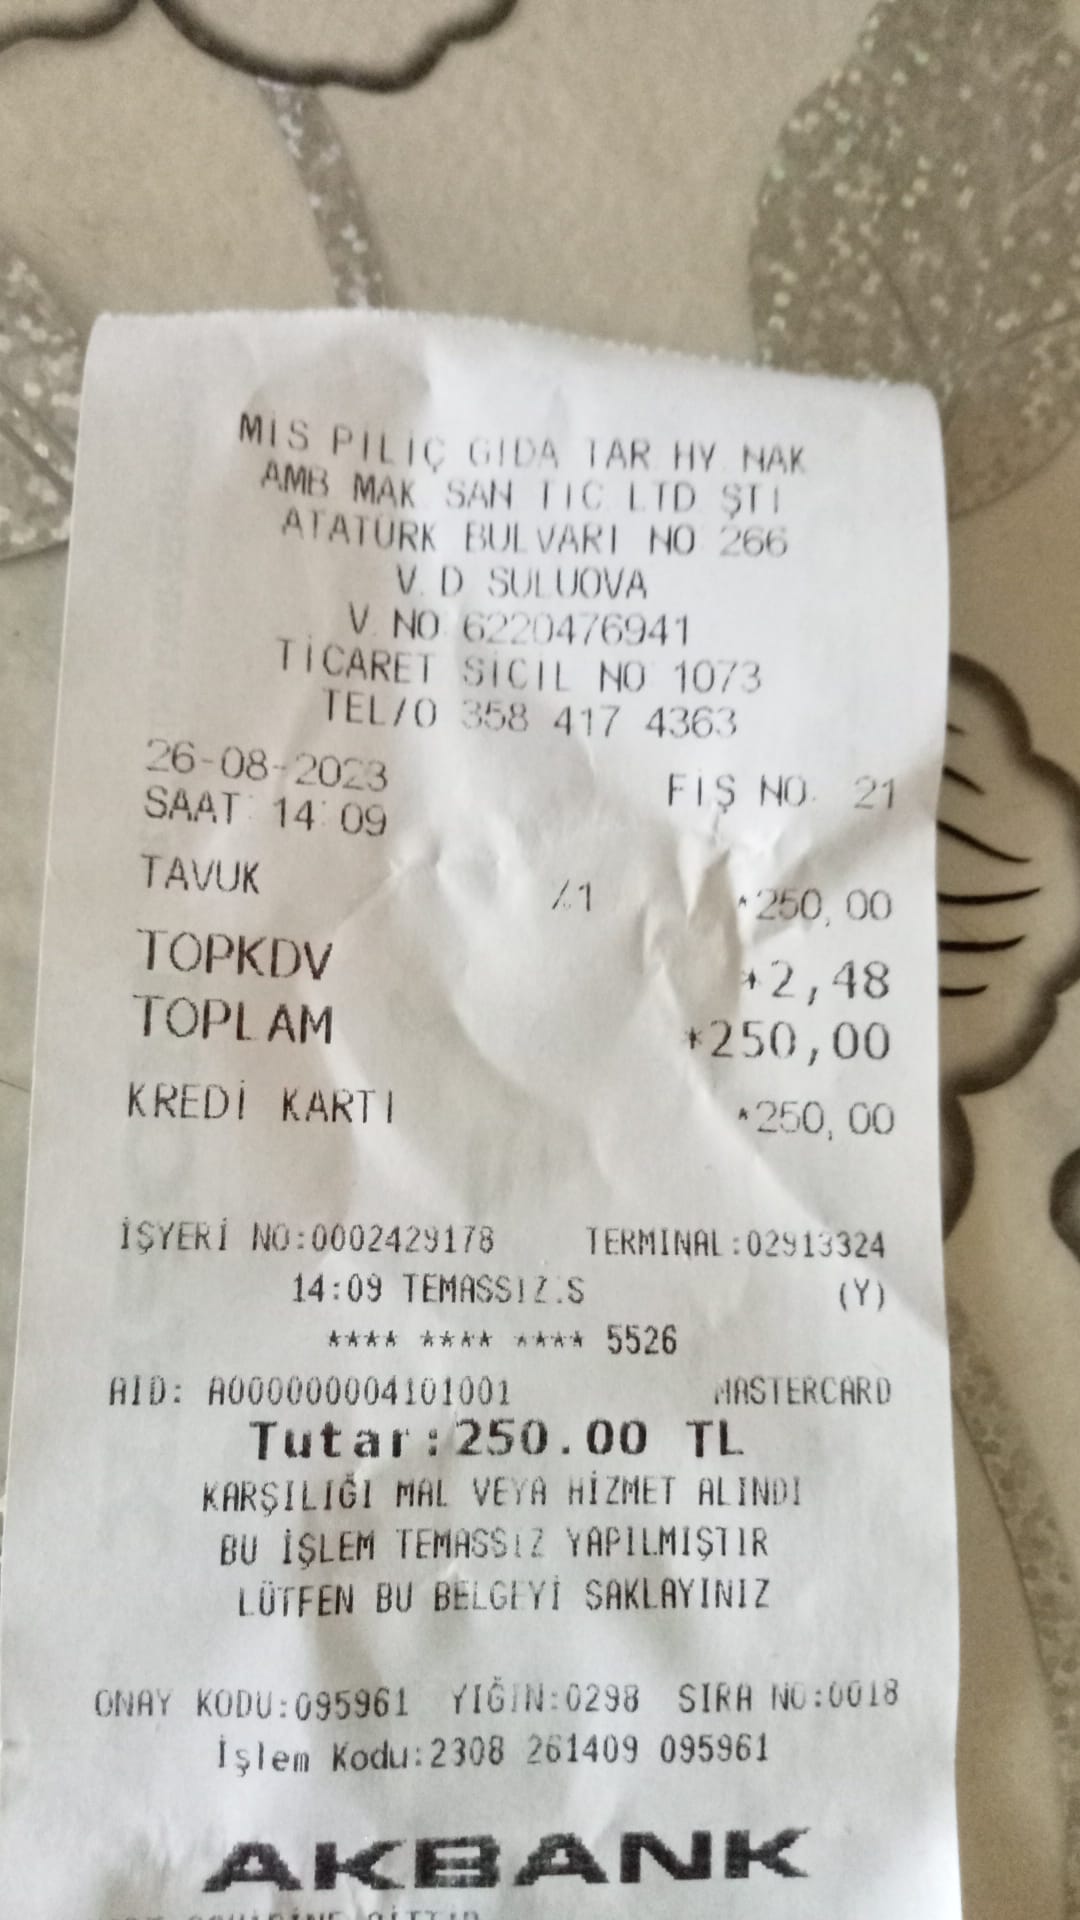 MİS PİLİÇ GIDA TAR HY NAK
AMB MAK SAN TİC LTD ŞTİ
ATATÜRK BULVARI NO 266
V.D SULUOVA
V NO 6220476941
TİCARET SİCİL NO 1073
TEL/0 358 417 4363
26-08-2023
FİŞ NO: 21
SAAT 14:09
TAVUK %1 *250,00
TOPKDV *2,48
TOPLAM *250,00
KREDİ KARTI *250,00
İŞYERİ NO:0002429178 TERMINAL:02913324
14:09 TEMASSIZ.S (Y)
**** **** **** 5526
AID: A0000000041010​01 MASTERCARD
Tutar:250.00 TL
KARŞILIĞI MAL VEYA HİZMET ALINDI
BU İŞLEM TEMASSIZ YAPILMIŞTIR
LÜTFEN BU BELGEYİ SAKLAYINIZ
ONAY KODU:095961 YIĞIN:0298 SIRA NO:0018
İşlem Kodu:2308 261409 095961
AKBANK